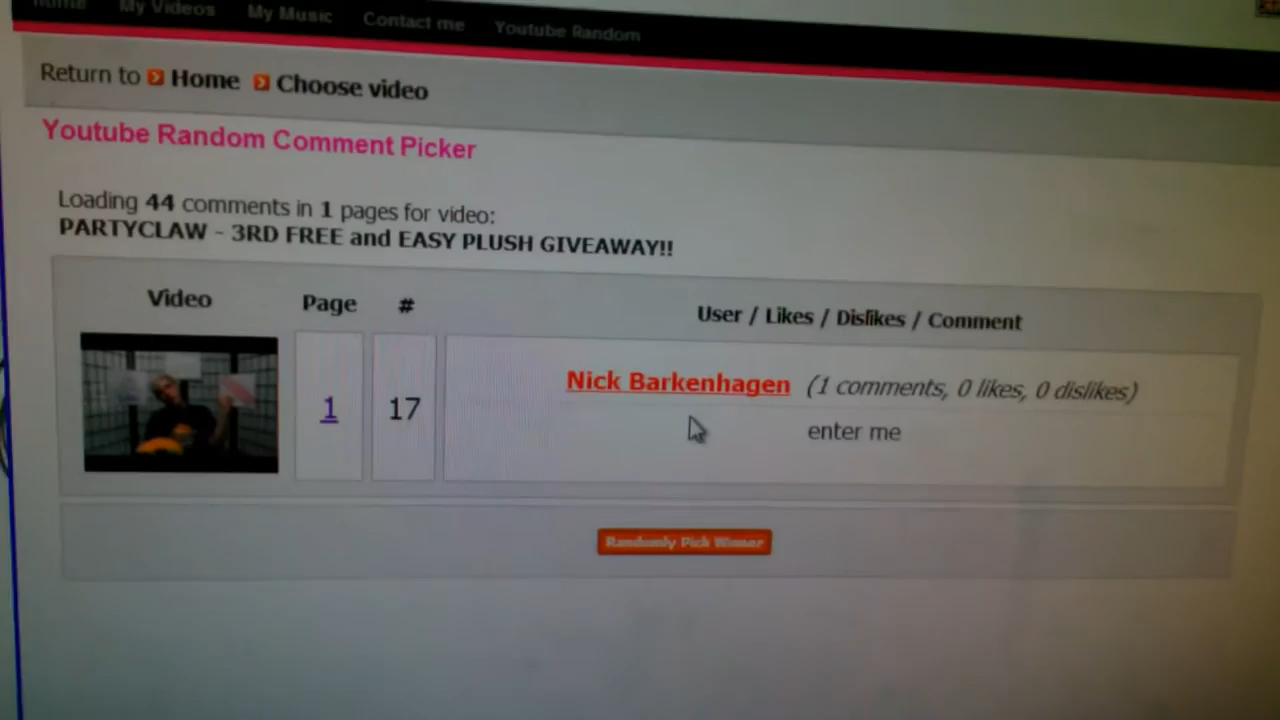 Home My Videos My Music Contact me Youtube Random
Return to Home Choose video
Youtube Random Comment Picker
Loading 44 comments in 1 pages for video:
PARTYCLAW - 3RD FREE and EASY PLUSH GIVEAWAY!!
Video Page # User / Likes / Dislikes / Comment
1 17 Nick Barkenhagen (1 comments, 0 likes, 0 dislikes)
enter me
Randomly Pick Winner